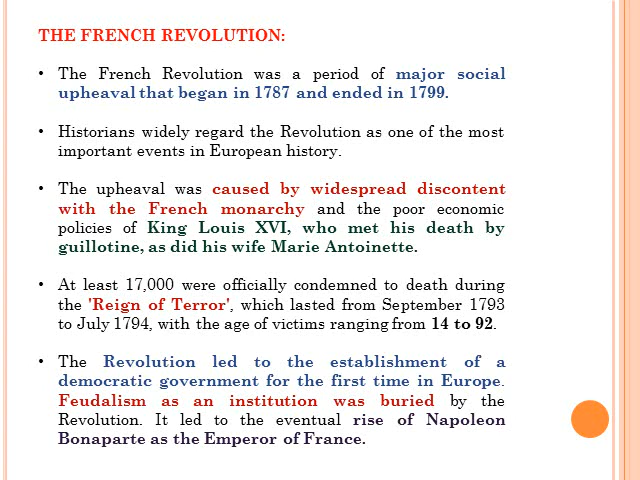 THE FRENCH REVOLUTION:
• The French Revolution was a period of major social
upheaval that began in 1787 and ended in 1799.
• Historians widely regard the Revolution as one of the most
important events in European history.
• The upheaval was caused by widespread discontent
with the French monarchy and the poor economic
policies of King Louis XVI, who met his death by
guillotine, as did his wife Marie Antoinette.
• At least 17,000 were officially condemned to death during
the 'Reign of Terror', which lasted from September 1793
to July 1794, with the age of victims ranging from 14 to 92.
• The Revolution led to the establishment of a
democratic government for the first time in Europe.
Feudalism as an institution was buried by the
Revolution. It led to the eventual rise of Napoleon
Bonaparte as the Emperor of France.